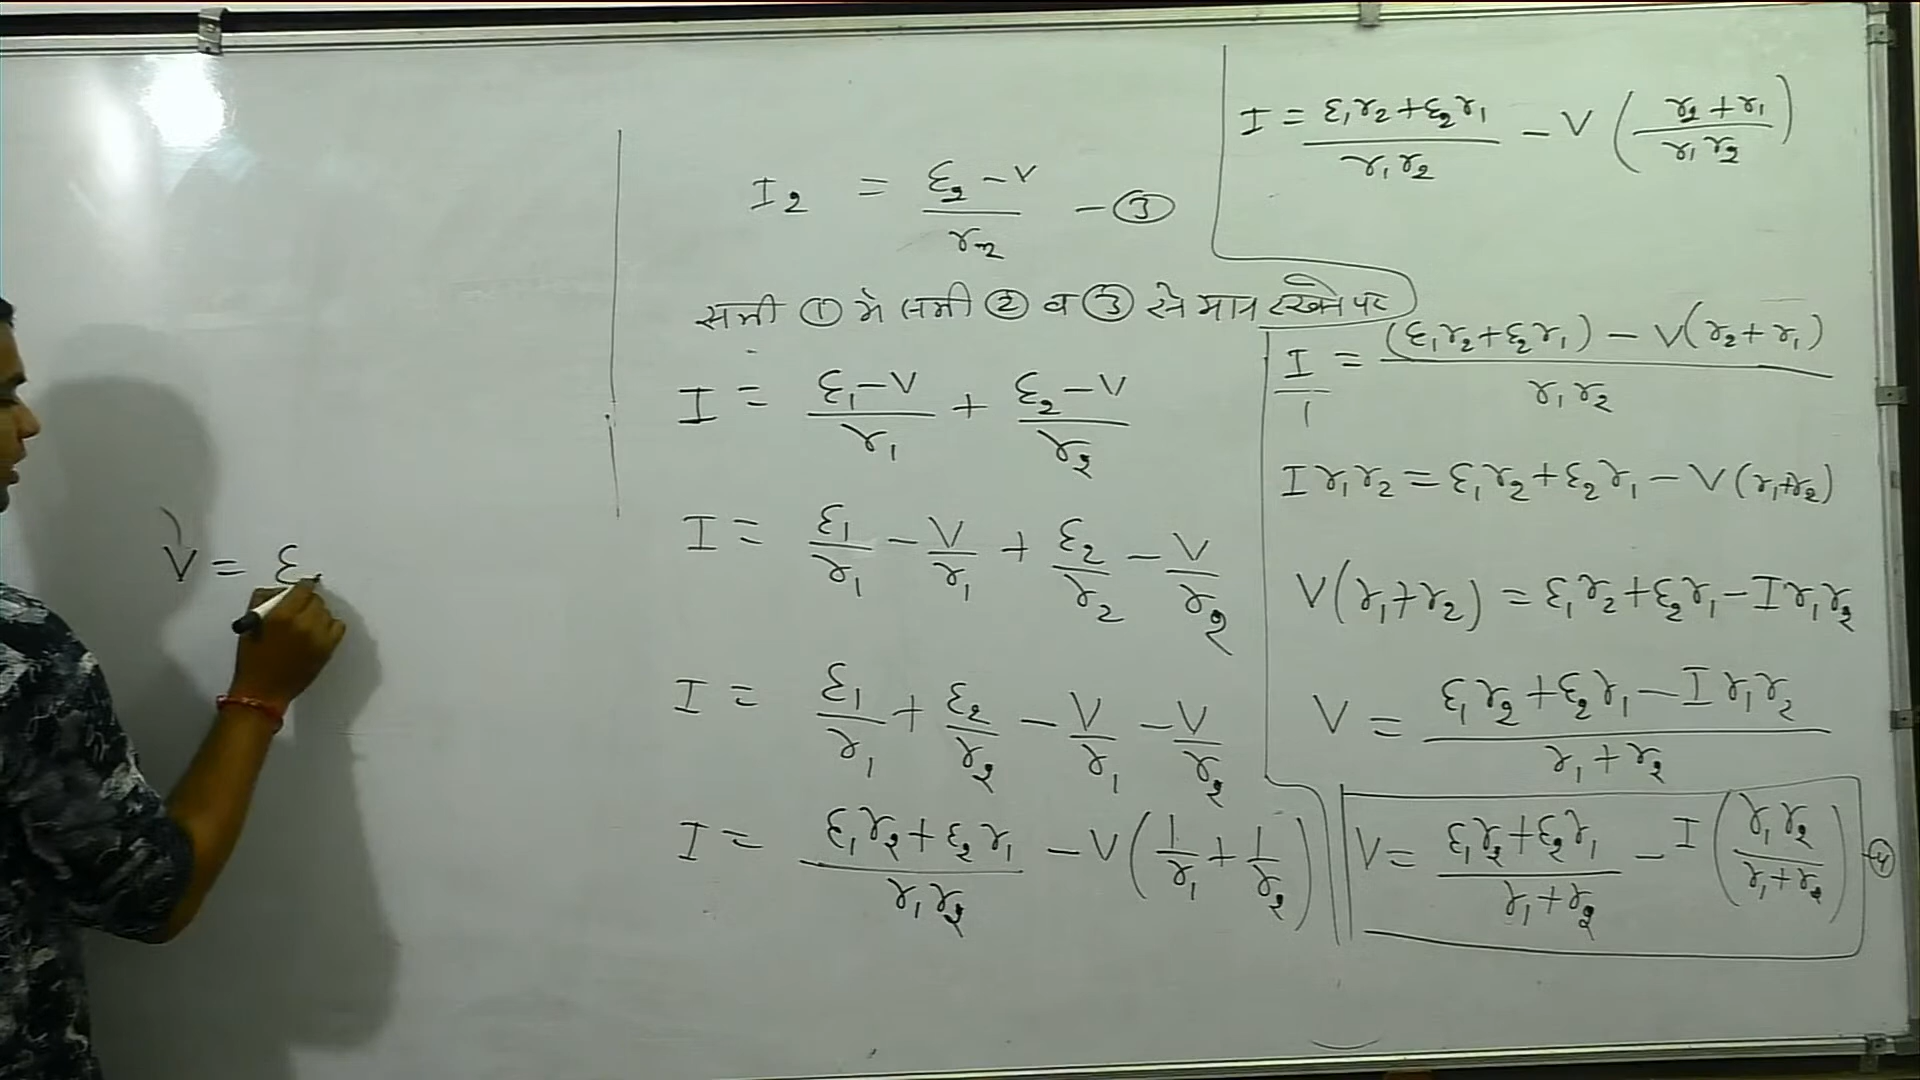 V = ε
I₂ = (ε₂ - V)/r₂ - ③
समी ① मे समी ② व ③ से मान रखने पर
I = (ε₁ - V)/r₁ + (ε₂ - V)/r₂
I = ε₁/r₁ - V/r₁ + ε₂/r₂ - V/r₂
I = ε₁/r₁ + ε₂/r₂ - V/r₁ - V/r₂
I = (ε₁r₂ + ε₂r₁)/(r₁r₂) - V(1/r₁ + 1/r₂)
I = (ε₁r₂ + ε₂r₁)/(r₁r₂) - V((r₂ + r₁)/(r₁r₂))
I/1 = ((ε₁r₂ + ε₂r₁) - V(r₂ + r₁))/(r₁r₂)
I r₁r₂ = ε₁r₂ + ε₂r₁ - V(r₁+r₂)
V(r₁+r₂) = ε₁r₂ + ε₂r₁ - I r₁r₂
V = (ε₁r₂ + ε₂r₁ - I r₁r₂)/(r₁ + r₂)
V = (ε₁r₂ + ε₂r₁)/(r₁ + r₂) - I(r₁r₂/(r₁+r₂)) - ④